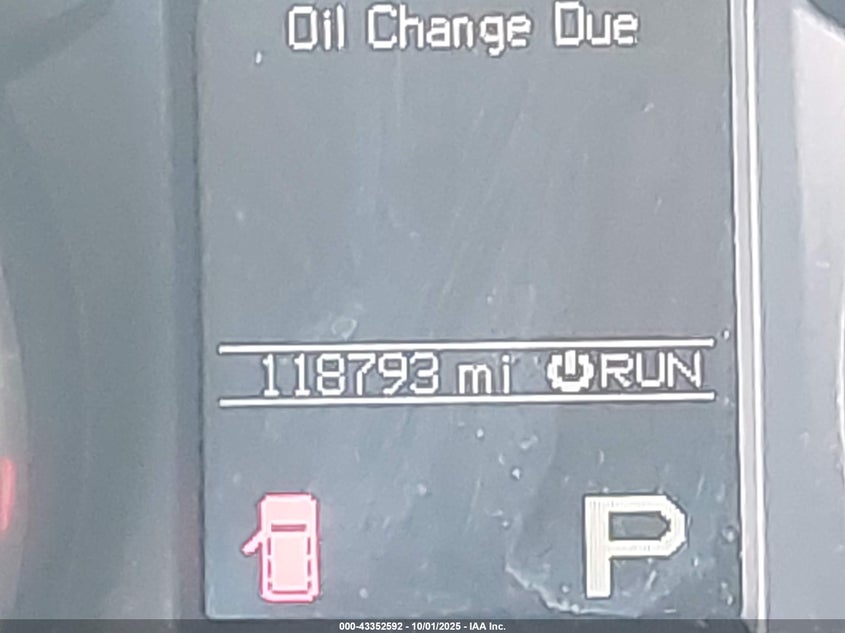 Oil Change Due
118793 mi RUN
P
000-43352592 - 10/01/2025 - IAA Inc.